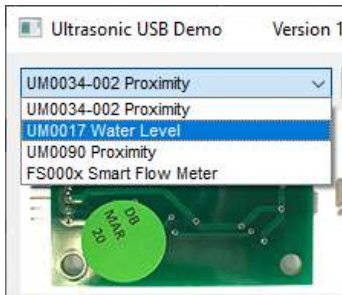 Ultrasonic USB Demo Version 1
UM0034-002 Proximity
UM0034-002 Proximity
UM0017 Water Level
UM0090 Proximity
FS000x Smart Flow Meter
DB
MAR
20